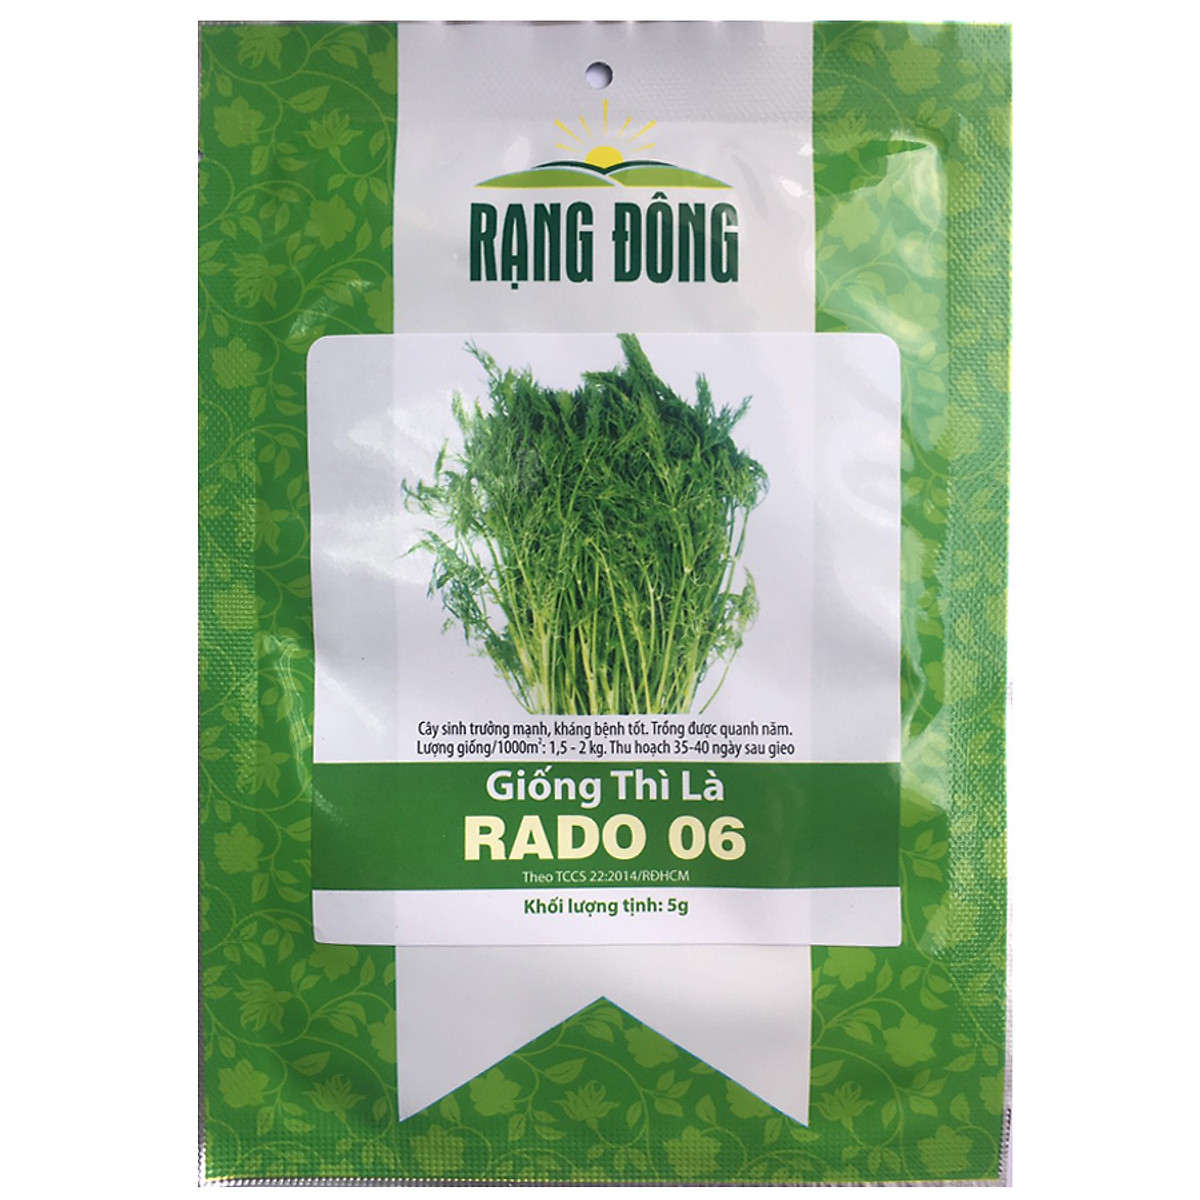 RẠNG ĐÔNG
Cây sinh trưởng mạnh, kháng bệnh tốt. Trồng được quanh năm.
Lượng giống/1000m²: 1,5 - 2 kg. Thu hoạch 35-40 ngày sau gieo
Giống Thì Là
RADO 06
Theo TCCS 22:2014/RĐHCM
Khối lượng tịnh: 5g